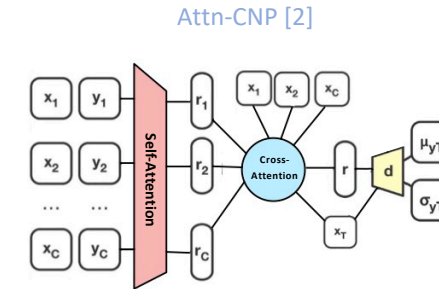 Attn-CNP [2]
x1 y1
x2 y2
... ...
xC yC
Self-Attention
r1
r2
rC
x1 x2 xC
Cross-
Attention
r
xT
d
μyT
σyT